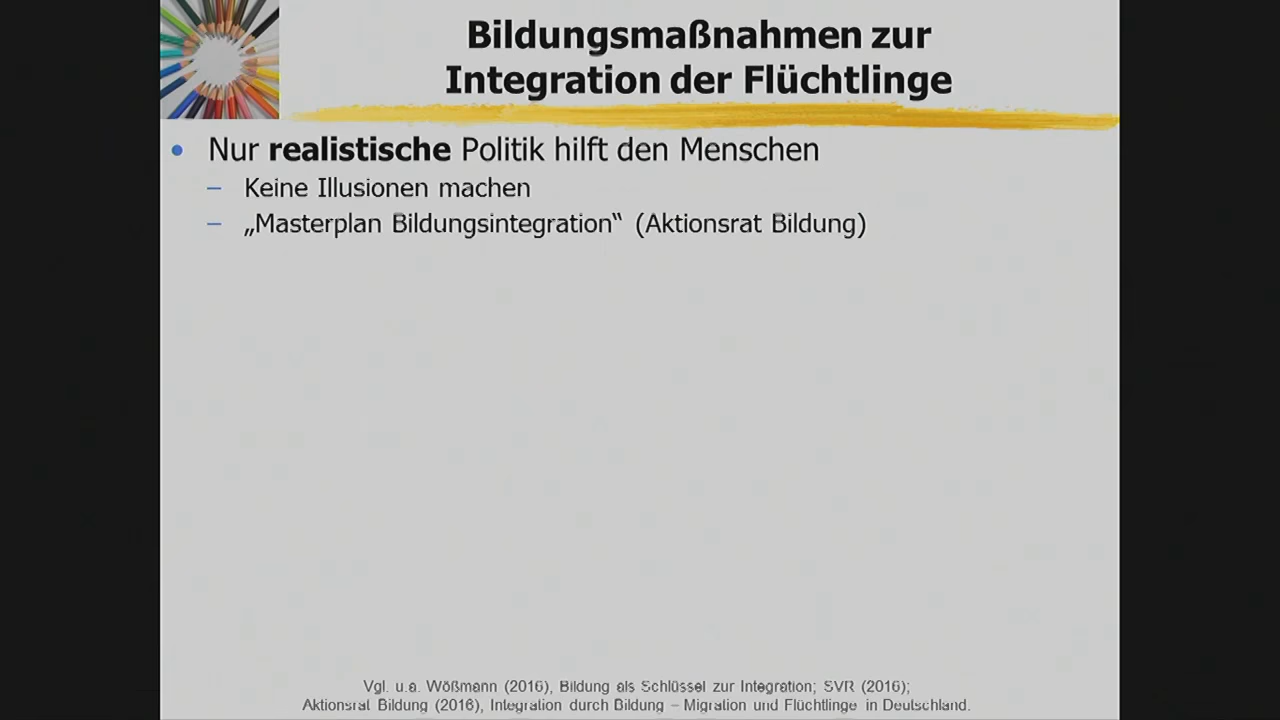 Bildungsmaßnahmen zur
Integration der Flüchtlinge
• Nur realistische Politik hilft den Menschen
– Keine Illusionen machen
– „Masterplan Bildungsintegration“ (Aktionsrat Bildung)
Vgl. u.a. Wößmann (2016), Bildung als Schlüssel zur Integration; SVR (2016);
Aktionsrat Bildung (2016), Integration durch Bildung – Migration und Flüchtlinge in Deutschland.